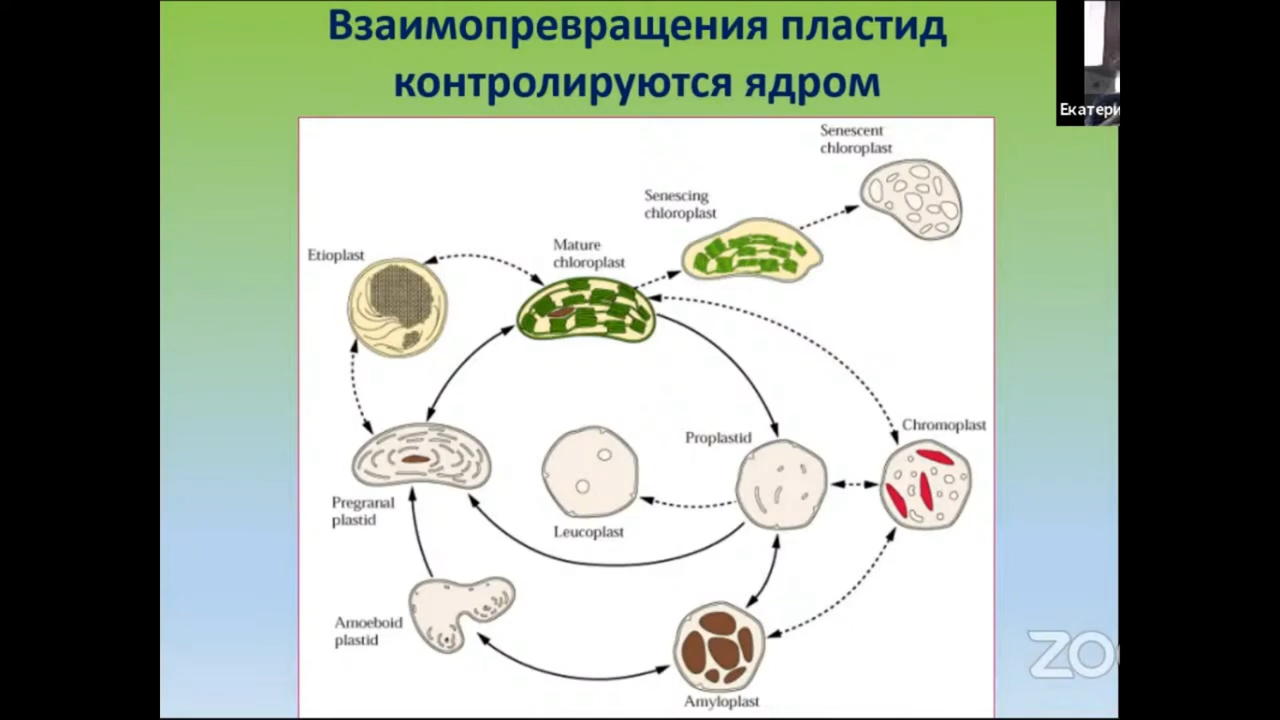 Взаимопревращения пластид
контролируются ядром
Екатери
Senescent
chloroplast
Senescing
chloroplast
Mature
chloroplast
Etioplast
Chromoplast
Proplastid
Pregranal
plastid
Leucoplast
Amoeboid
plastid
Amyloplast
ZO